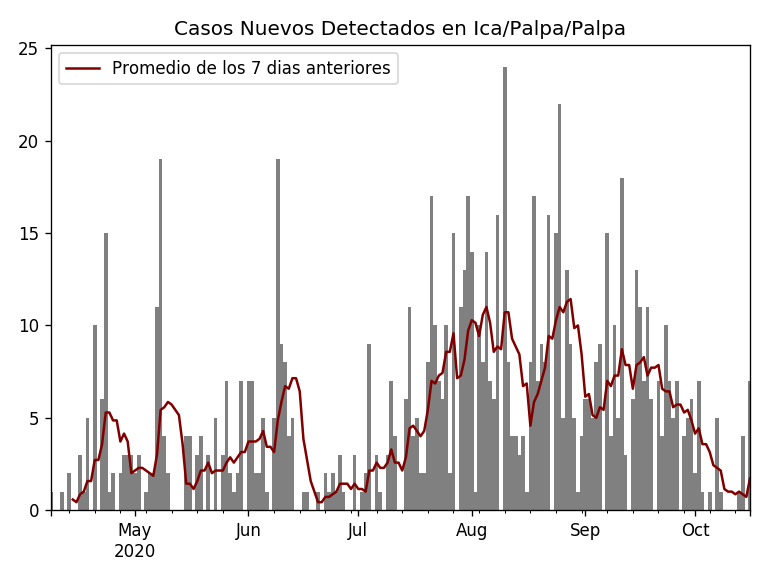 Casos Nuevos Detectados en Ica/Palpa/Palpa
Promedio de los 7 dias anteriores
25
20
15
10
5
0
May
2020
Jun
Jul
Aug
Sep
Oct